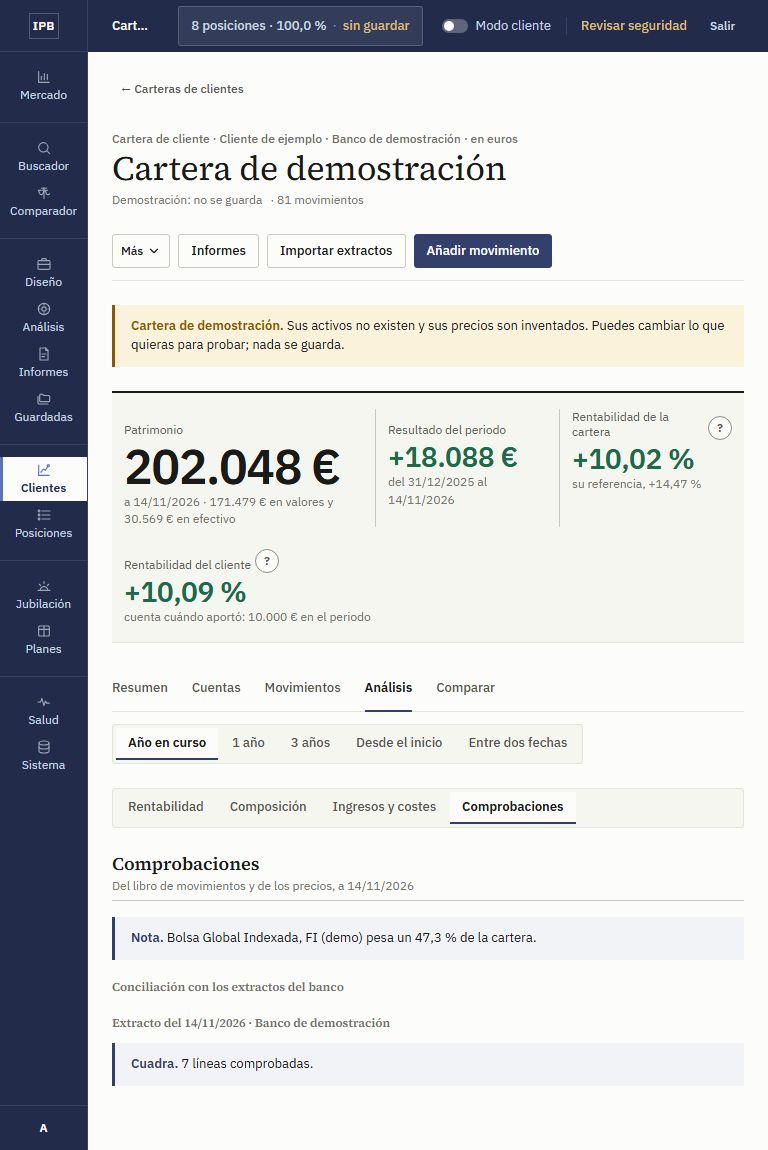 IPB
Cart...
8 posiciones · 100,0 % · sin guardar
Modo cliente
Revisar seguridad
Salir
Mercado
Buscador
Comparador
Diseño
Análisis
Informes
Guardadas
Clientes
Posiciones
Jubilación
Planes
Salud
Sistema
A
← Carteras de clientes
Cartera de cliente · Cliente de ejemplo · Banco de demostración · en euros
Cartera de demostración
Demostración: no se guarda · 81 movimientos
Más
Informes
Importar extractos
Añadir movimiento
Cartera de demostración. Sus activos no existen y sus precios son inventados. Puedes cambiar lo que
quieras para probar; nada se guarda.
Patrimonio
202.048 €
a 14/11/2026 · 171.479 € en valores y
30.569 € en efectivo
Resultado del periodo
+18.088 €
del 31/12/2025 al
14/11/2026
Rentabilidad de la
cartera
?
+10,02 %
su referencia, +14,47 %
Rentabilidad del cliente ?
+10,09 %
cuenta cuándo aportó: 10.000 € en el periodo
Resumen
Cuentas
Movimientos
Análisis
Comparar
Año en curso
1 año
3 años
Desde el inicio
Entre dos fechas
Rentabilidad
Composición
Ingresos y costes
Comprobaciones
Comprobaciones
Del libro de movimientos y de los precios, a 14/11/2026
Nota. Bolsa Global Indexada, FI (demo) pesa un 47,3 % de la cartera.
Conciliación con los extractos del banco
Extracto del 14/11/2026 · Banco de demostración
Cuadra. 7 líneas comprobadas.